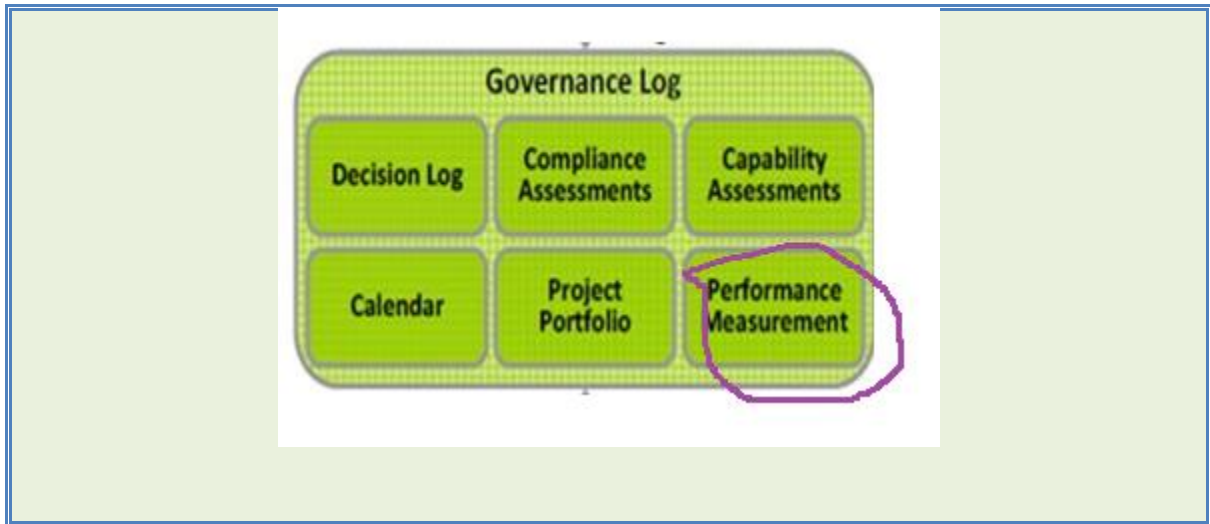 Governance Log
Decision Log
Compliance
Assessments
Capability
Assessments
Calendar
Project
Portfolio
Performance
Measurement